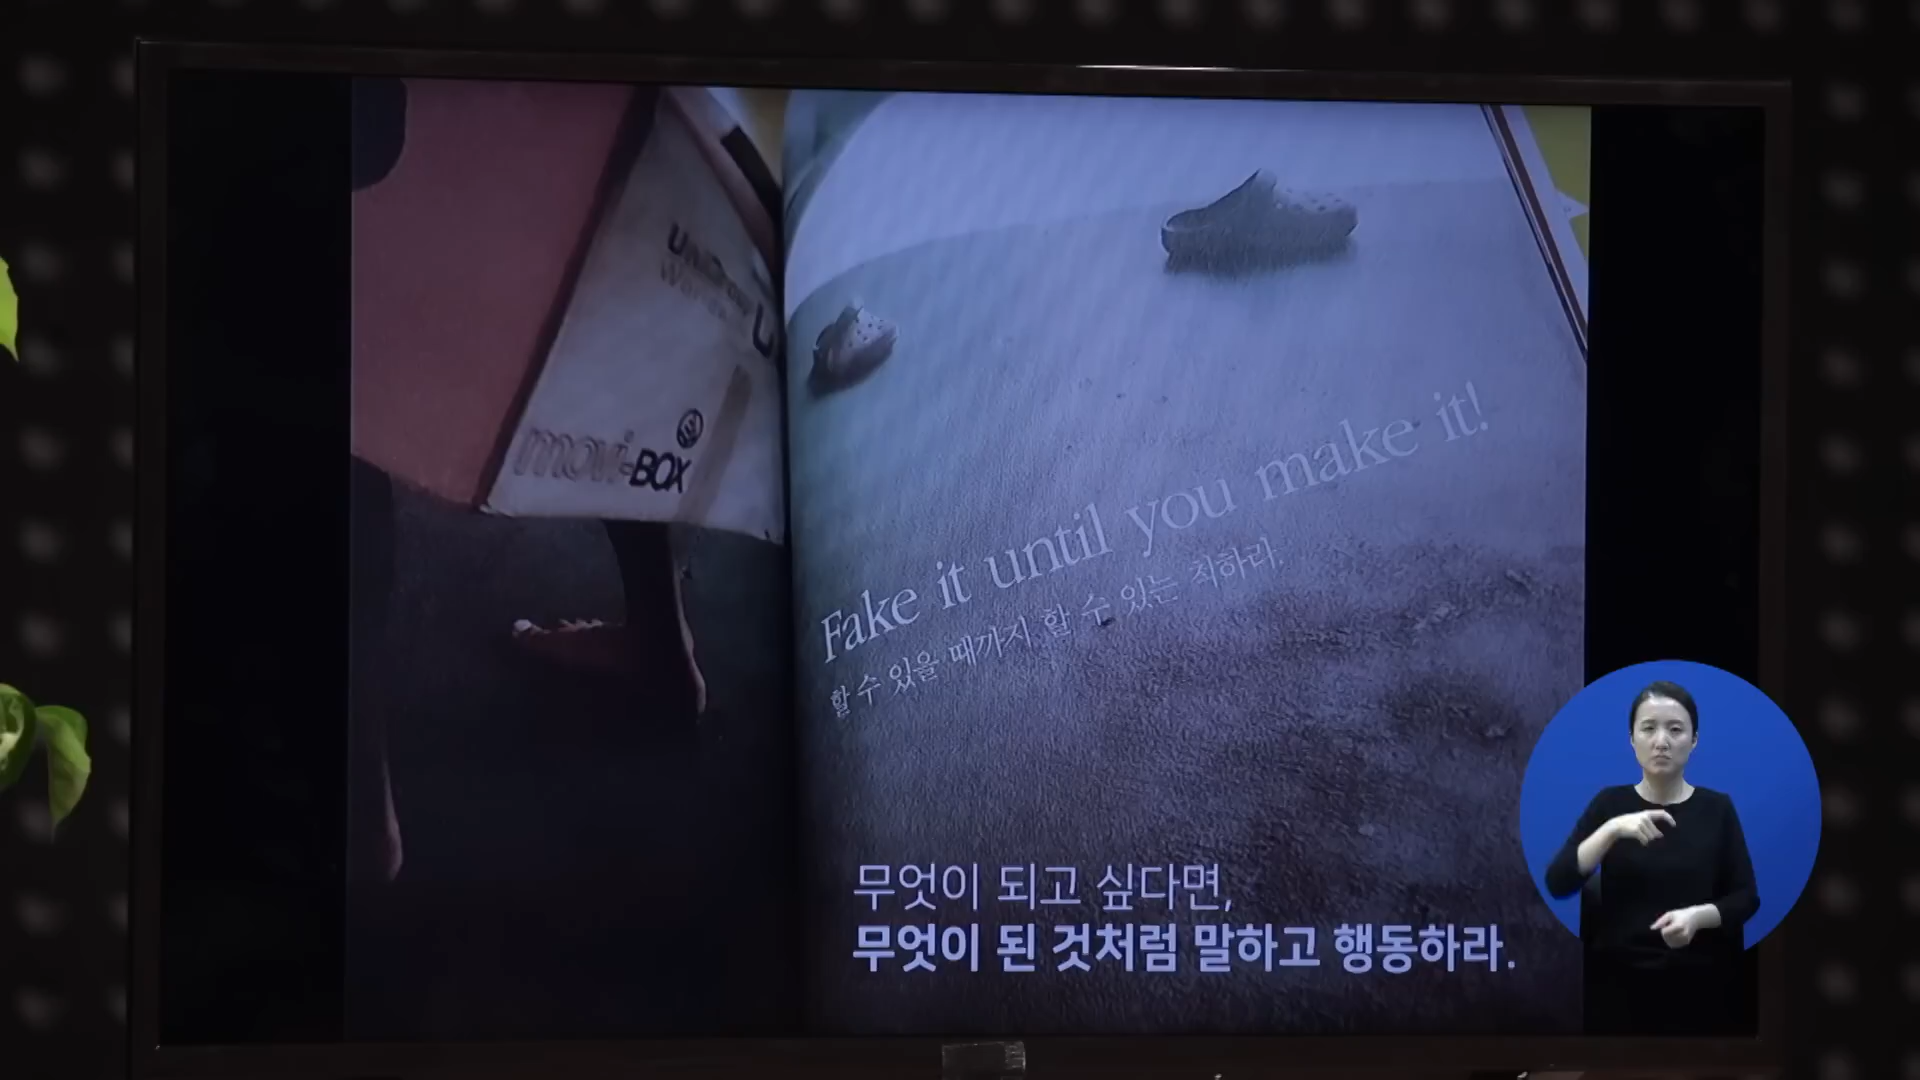 movi-BOX
Fake it until you make it!
할 수 있을 때까지 할 수 있는 척하라.
무엇이 되고 싶다면,
무엇이 된 것처럼 말하고 행동하라.